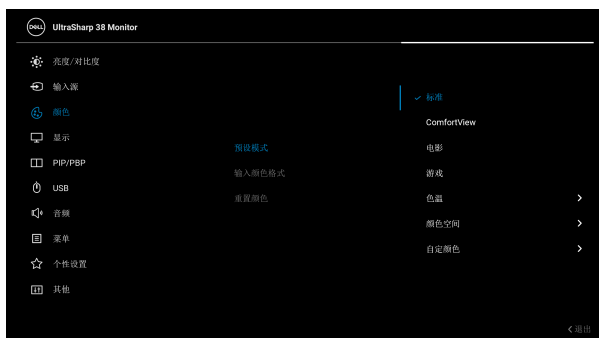 DELL UltraSharp 38 Monitor
亮度/对比度
输入源
颜色
显示
PIP/PBP
USB
音频
菜单
个性设置
其他
预设模式
输入颜色格式
重置颜色
标准
ComfortView
电影
游戏
色温
颜色空间
自定颜色
退出